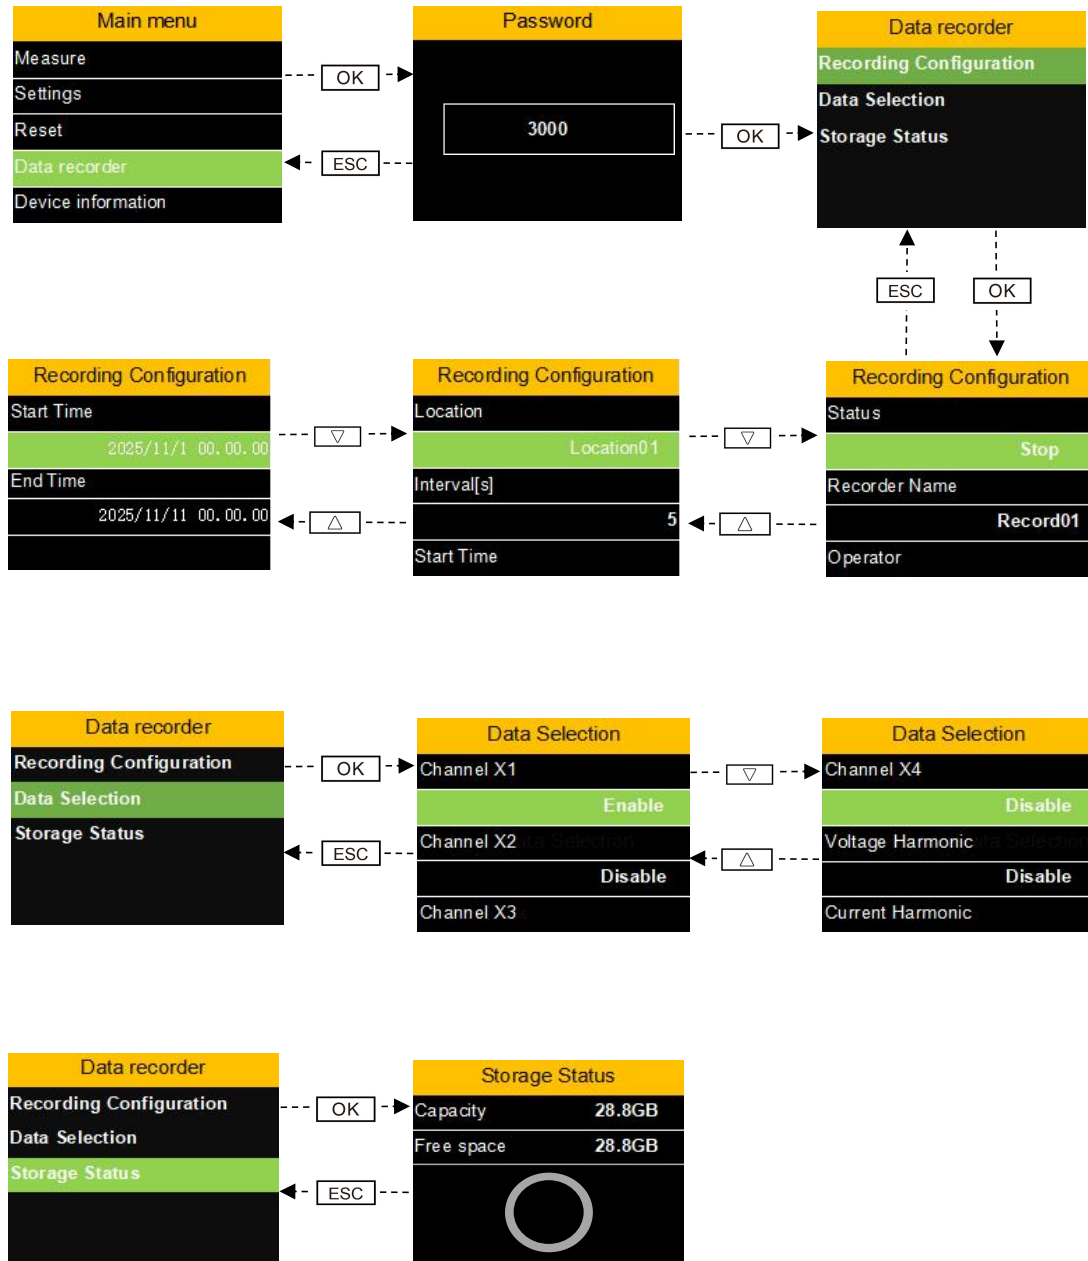 Main menu
Measure
Settings
Reset
Data recorder
Device information
OK
ESC
Password
3000
OK
Data recorder
Recording Configuration
Data Selection
Storage Status
ESC
OK
Recording Configuration
Start Time
2025/11/1 00.00.00
End Time
2025/11/11 00.00.00
Recording Configuration
Location
Location01
Interval[s]
5
Start Time
Recording Configuration
Status
Stop
Recorder Name
Record01
Operator
Data recorder
Recording Configuration
Data Selection
Storage Status
OK
ESC
Data Selection
Channel X1
Enable
Channel X2
Disable
Channel X3
Data Selection
Channel X4
Disable
Voltage Harmonic
Disable
Current Harmonic
Data recorder
Recording Configuration
Data Selection
Storage Status
OK
ESC
Storage Status
Capacity 28.8GB
Free space 28.8GB